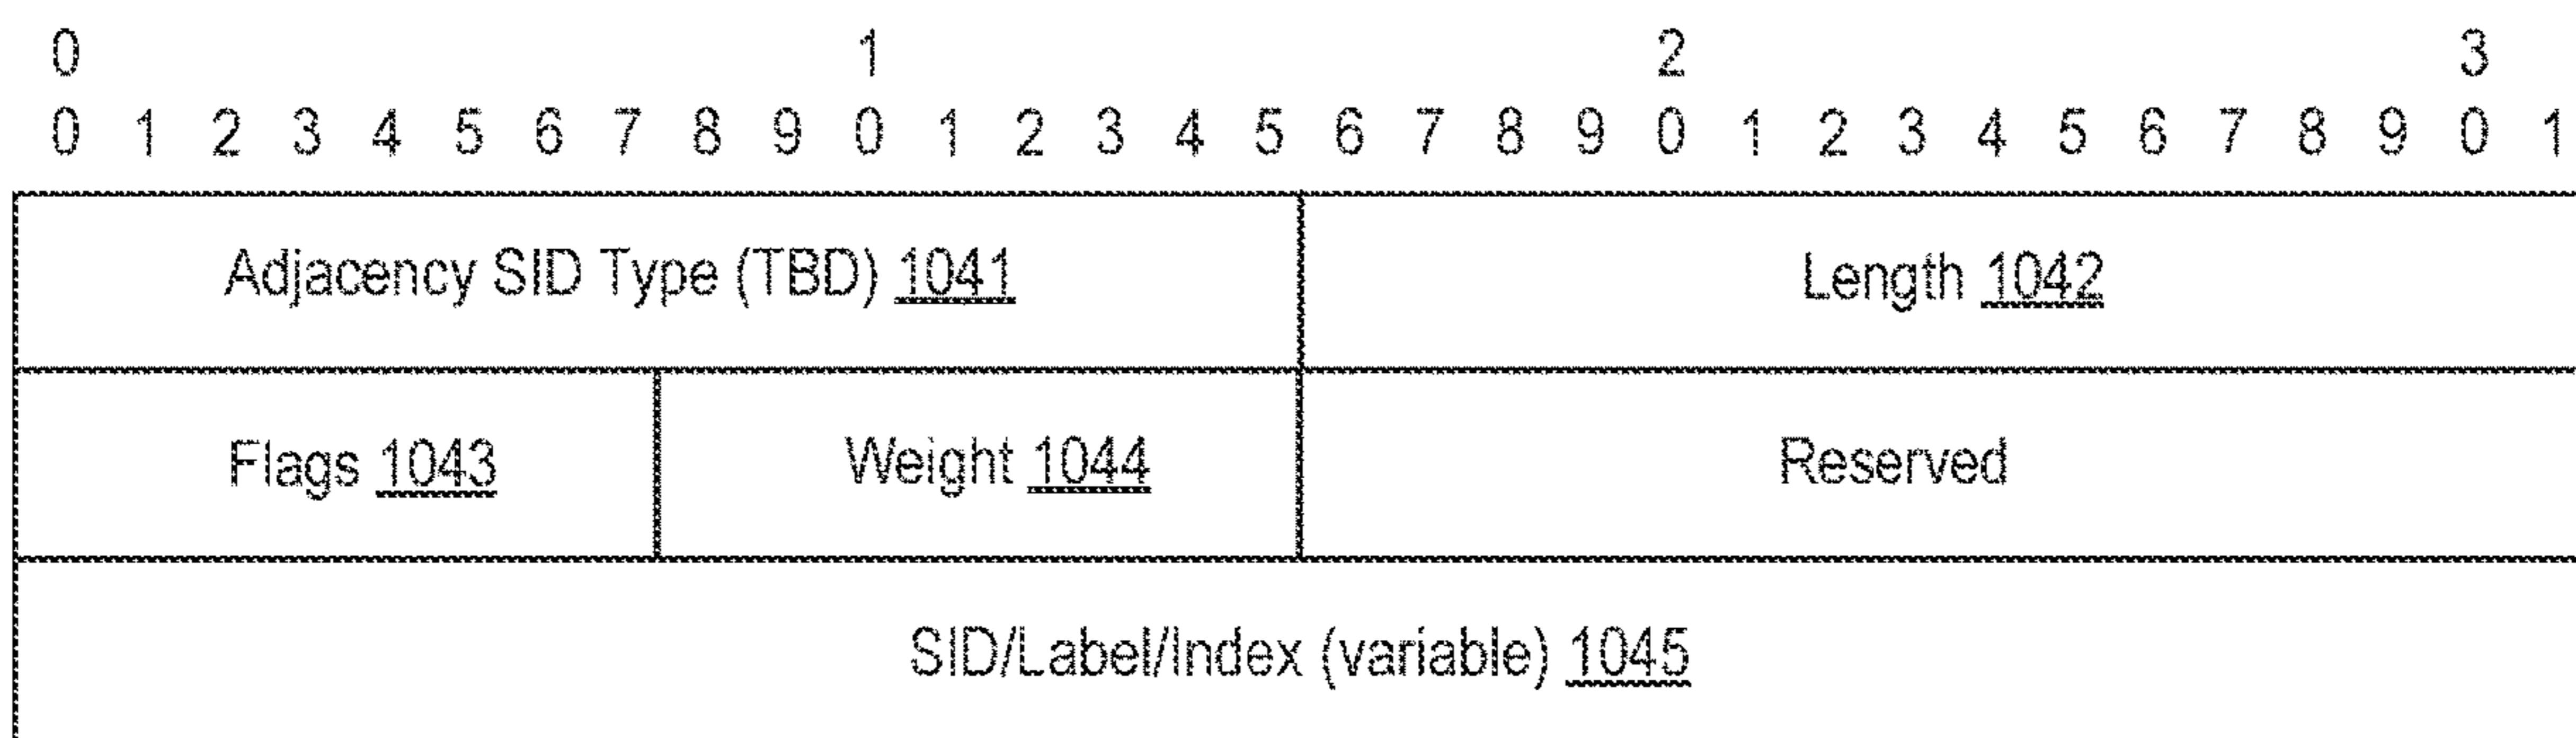 0 1 2 3
0 1 2 3 4 5 6 7 8 9 0 1 2 3 4 5 6 7 8 9 0 1 2 3 4 5 6 7 8 9 0 1
Adjacency SID Type (TBD) 1041 Length 1042
Flags 1043 Weight 1044 Reserved
SID/Label/Index (variable) 1045